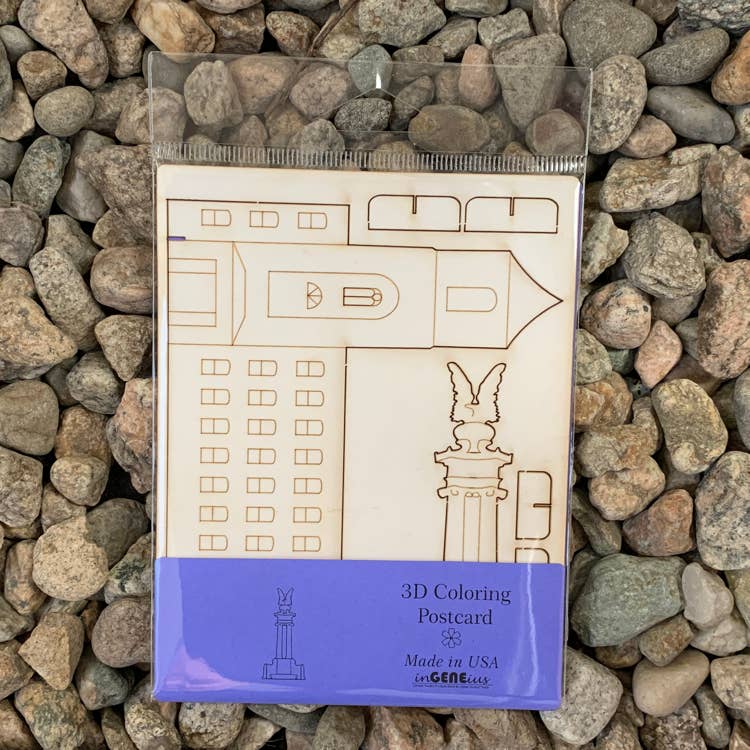 3D Coloring
Postcard
Made in USA
inGENEius